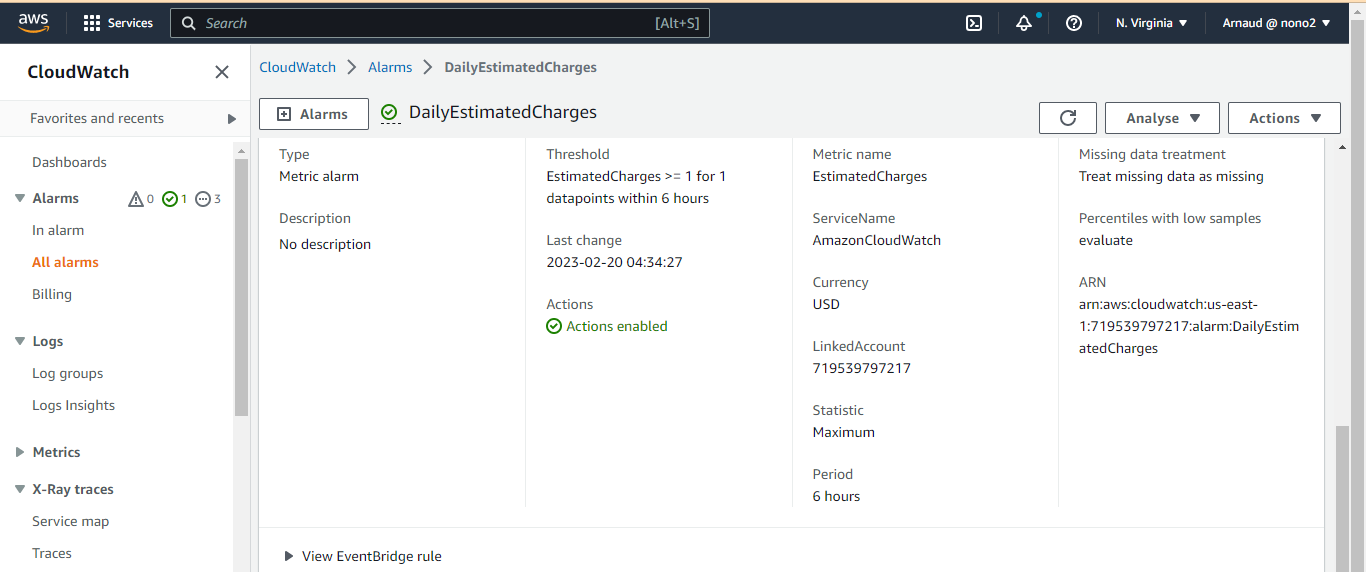 aws
Services
Search
[Alt+S]
N. Virginia
Arnaud @ nono2
CloudWatch
Favorites and recents
Dashboards
Alarms
0
1
3
In alarm
All alarms
Billing
Logs
Log groups
Logs Insights
Metrics
X-Ray traces
Service map
Traces
CloudWatch
Alarms
DailyEstimatedCharges
Alarms
DailyEstimatedCharges
Analyse
Actions
Type
Metric alarm
Description
No description
Threshold
EstimatedCharges >= 1 for 1
datapoints within 6 hours
Last change
2023-02-20 04:34:27
Actions
Actions enabled
Metric name
EstimatedCharges
ServiceName
AmazonCloudWatch
Currency
USD
LinkedAccount
719539797217
Statistic
Maximum
Period
6 hours
Missing data treatment
Treat missing data as missing
Percentiles with low samples
evaluate
ARN
arn:aws:cloudwatch:us-east-
1:719539797217:alarm:DailyEstim
atedCharges
View EventBridge rule